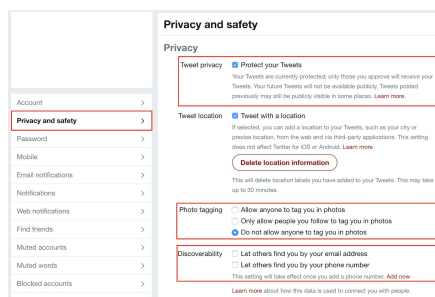 Privacy and safety
Privacy
Tweet privacy
Protect your Tweets
Your Tweets are currently protected; only those you approve will receive your
Tweets. Your future Tweets will not be available publicly. Tweets posted
previously may still be publicly visible in some places. Learn more.
Account
Privacy and safety
Password
Mobile
Email notifications
Notifications
Web notifications
Find friends
Muted accounts
Muted words
Blocked accounts
Tweet location
Tweet with a location
If selected, you can add a location to your Tweets, such as your city or
precise location, from the web and via third-party applications. This setting
does not affect Twitter for iOS or Android. Learn more
Delete location information
This will delete location labels you have added to your Tweets. This may take
up to 30 minutes.
Photo tagging
Allow anyone to tag you in photos
Only allow people you follow to tag you in photos
Do not allow anyone to tag you in photos
Discoverability
Let others find you by your email address
Let others find you by your phone number
This setting will take effect once you add a phone number. Add now
Learn more about how this data is used to connect you with people.